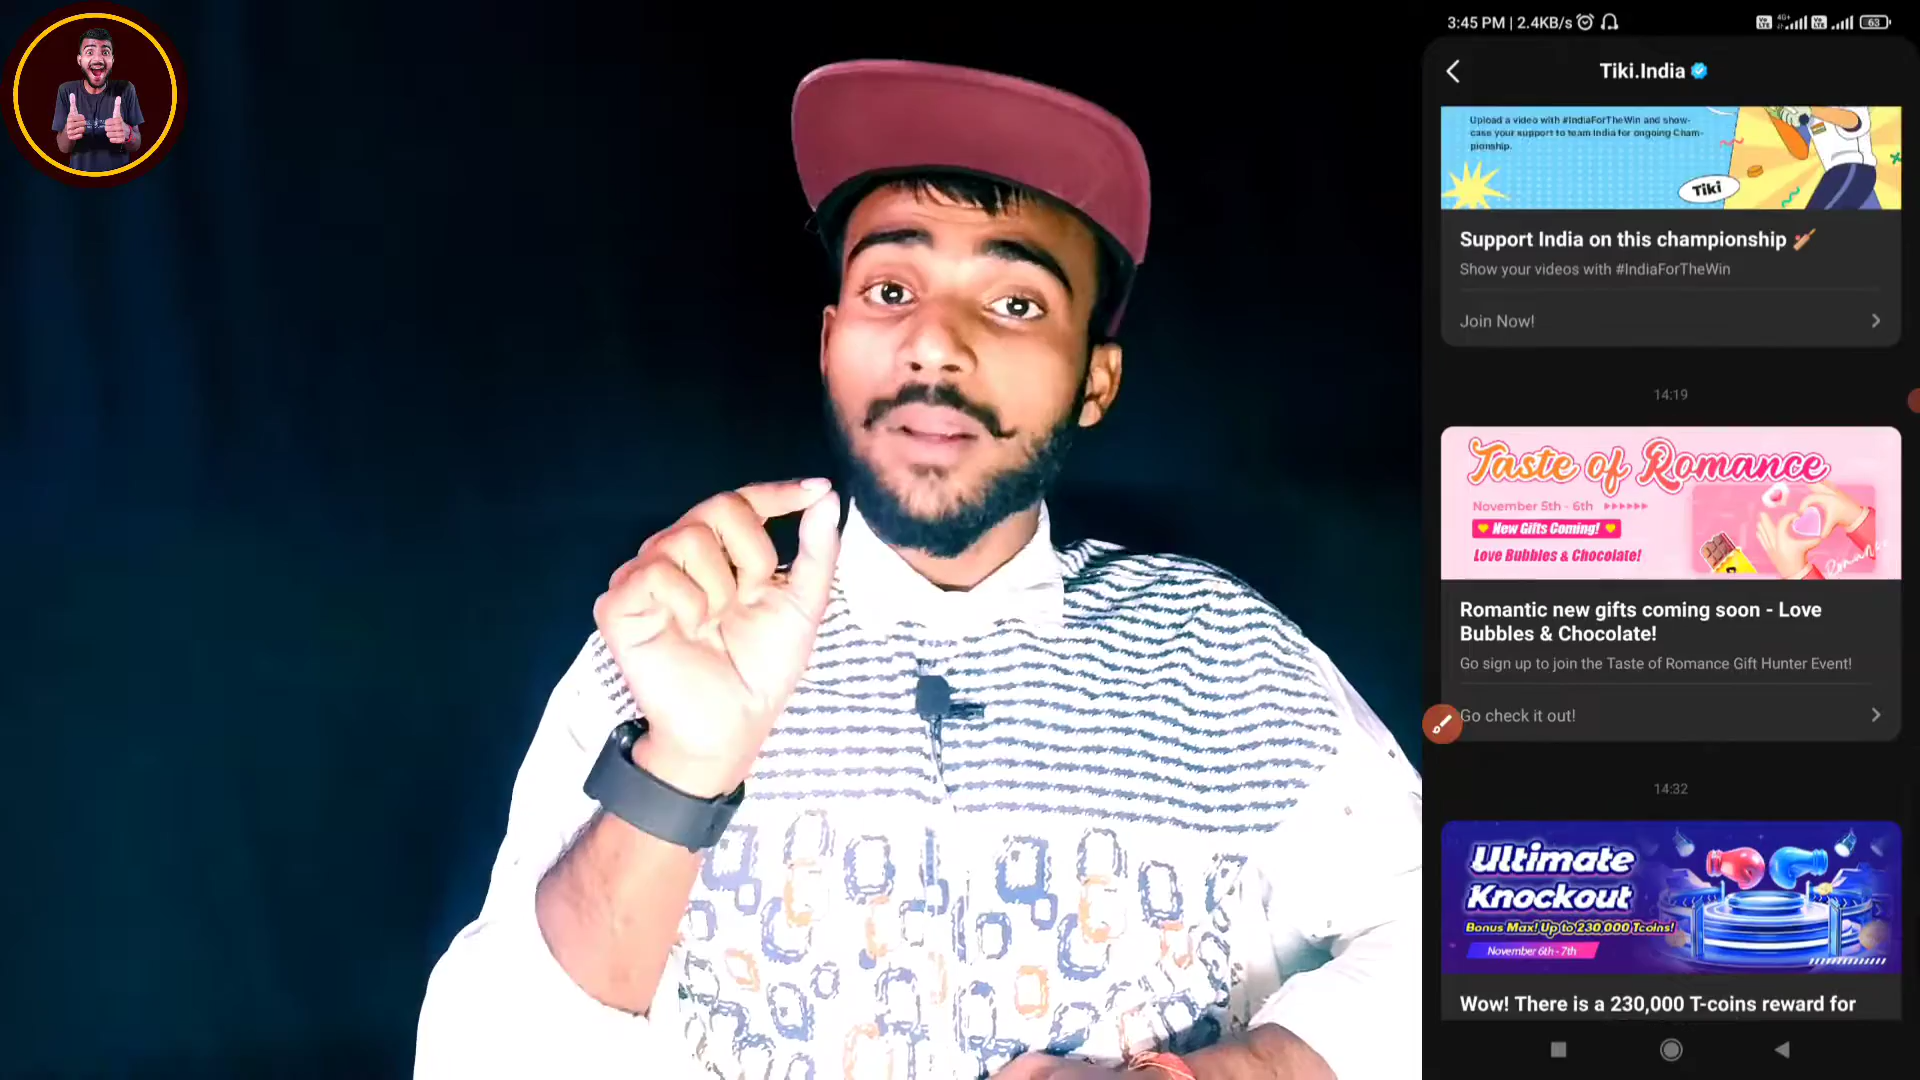 3:45 PM | 2.4KB/s
63
Tiki.India
Upload a video with #IndiaForTheWin and show-
case your support to team India for ongoing Cham-
pionship.
Tiki
Support India on this championship
Show your videos with #IndiaForTheWin
Join Now!
14:19
Taste of Romance
November 5th - 6th
New Gifts Coming!
Love Bubbles & Chocolate!
Romance
Romantic new gifts coming soon - Love
Bubbles & Chocolate!
Go sign up to join the Taste of Romance Gift Hunter Event!
Go check it out!
14:32
Ultimate
Knockout
Bonus Max! Up to 230,000 Tcoins!
November 6th - 7th
Wow! There is a 230,000 T-coins reward for